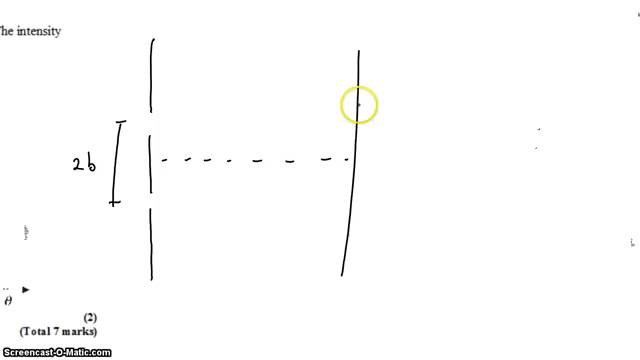 he intensity
2b
θ
(2)
(Total 7 marks)
Screencast-O-Matic.com